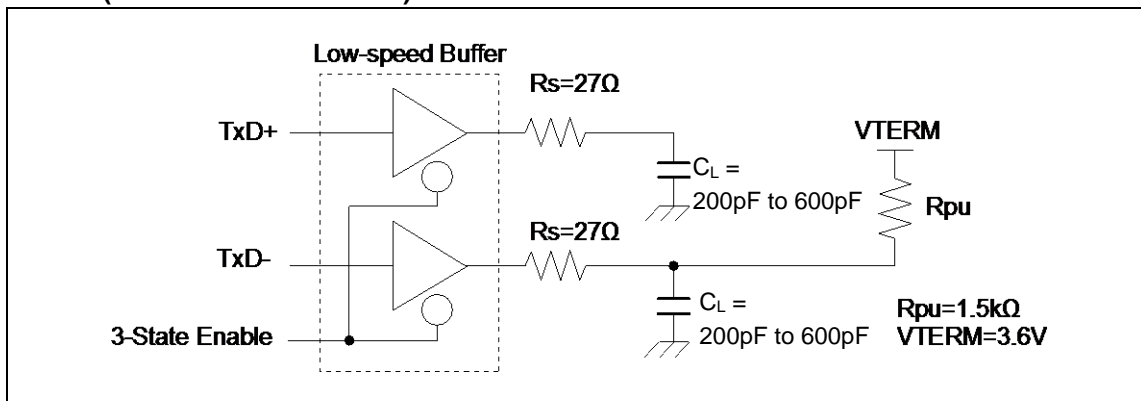 Low-speed Buffer
Rs=27Ω
TxD+
VTERM
CL =
200pF to 600pF
Rpu
Rs=27Ω
TxD-
CL =
200pF to 600pF
Rpu=1.5kΩ
VTERM=3.6V
3-State Enable